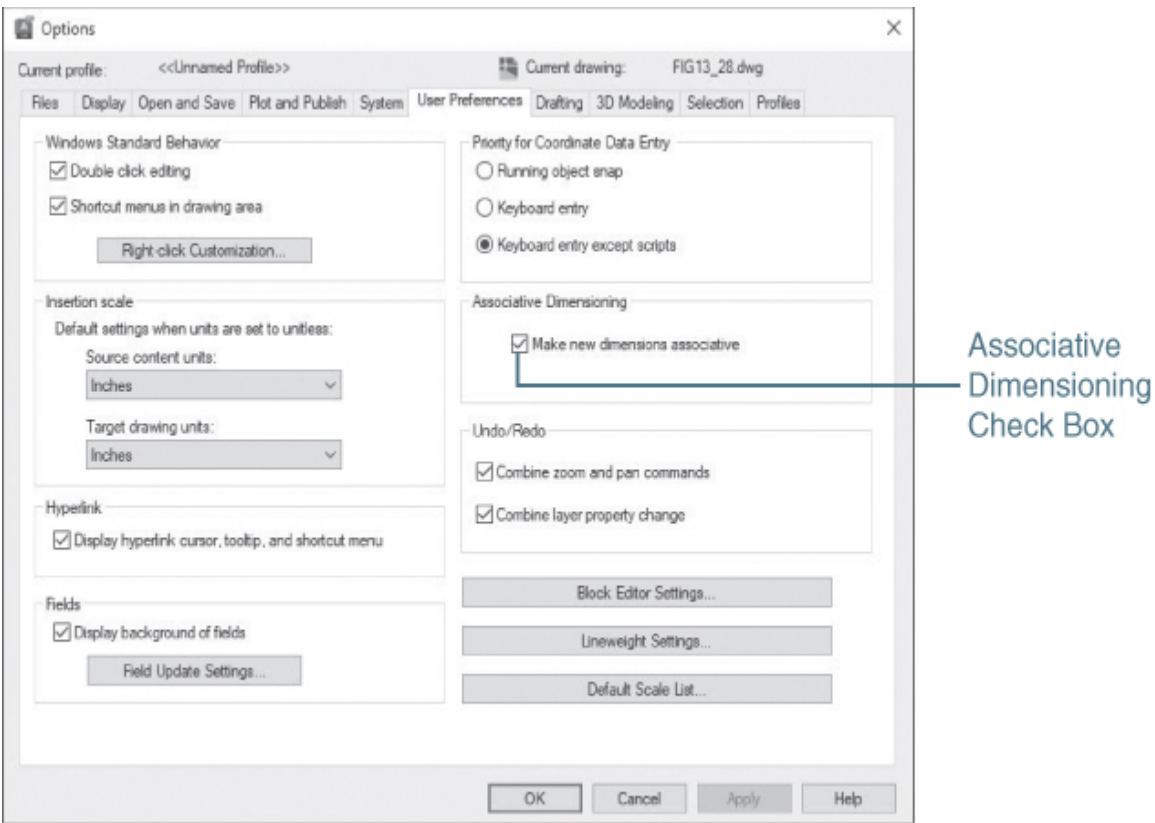 Options
Current profile: <<Unnamed Profile>> Current drawing: FIG13_28.dwg
Files Display Open and Save Plot and Publish System User Preferences Drafting 3D Modeling Selection Profiles
Windows Standard Behavior
Double click editing
Shortcut menus in drawing area
Right-click Customization...
Insertion scale
Default settings when units are set to unitless:
Source content units:
Inches
Target drawing units:
Inches
Hyperlink
Display hyperlink cursor, tooltip, and shortcut menu
Fields
Display background of fields
Field Update Settings...
Priority for Coordinate Data Entry
Running object snap
Keyboard entry
Keyboard entry except scripts
Associative Dimensioning
Make new dimensions associative
Undo/Redo
Combine zoom and pan commands
Combine layer property change
Block Editor Settings...
Lineweight Settings...
Default Scale List...
OK Cancel Apply Help
Associative
Dimensioning
Check Box